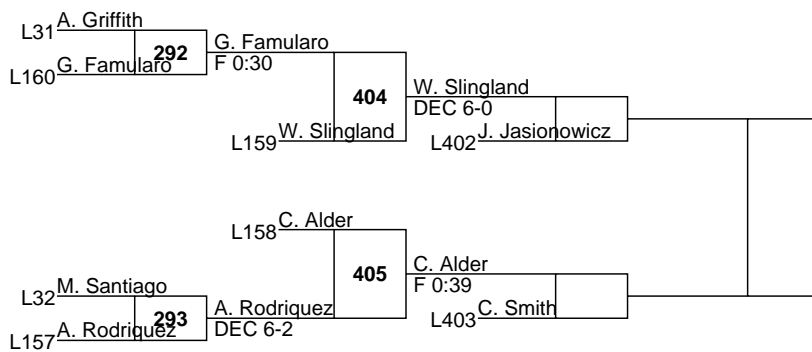 L31 A. Griffith
292
G. Famularo
F 0:30
L160 G. Famularo
404
W. Slingland
DEC 6-0
L159 W. Slingland
L402 J. Jasionowicz
L158 C. Alder
405
C. Alder
F 0:39
L32 M. Santiago
293
A. Rodriquez
DEC 6-2
L403 C. Smith
L157 A. Rodriquez